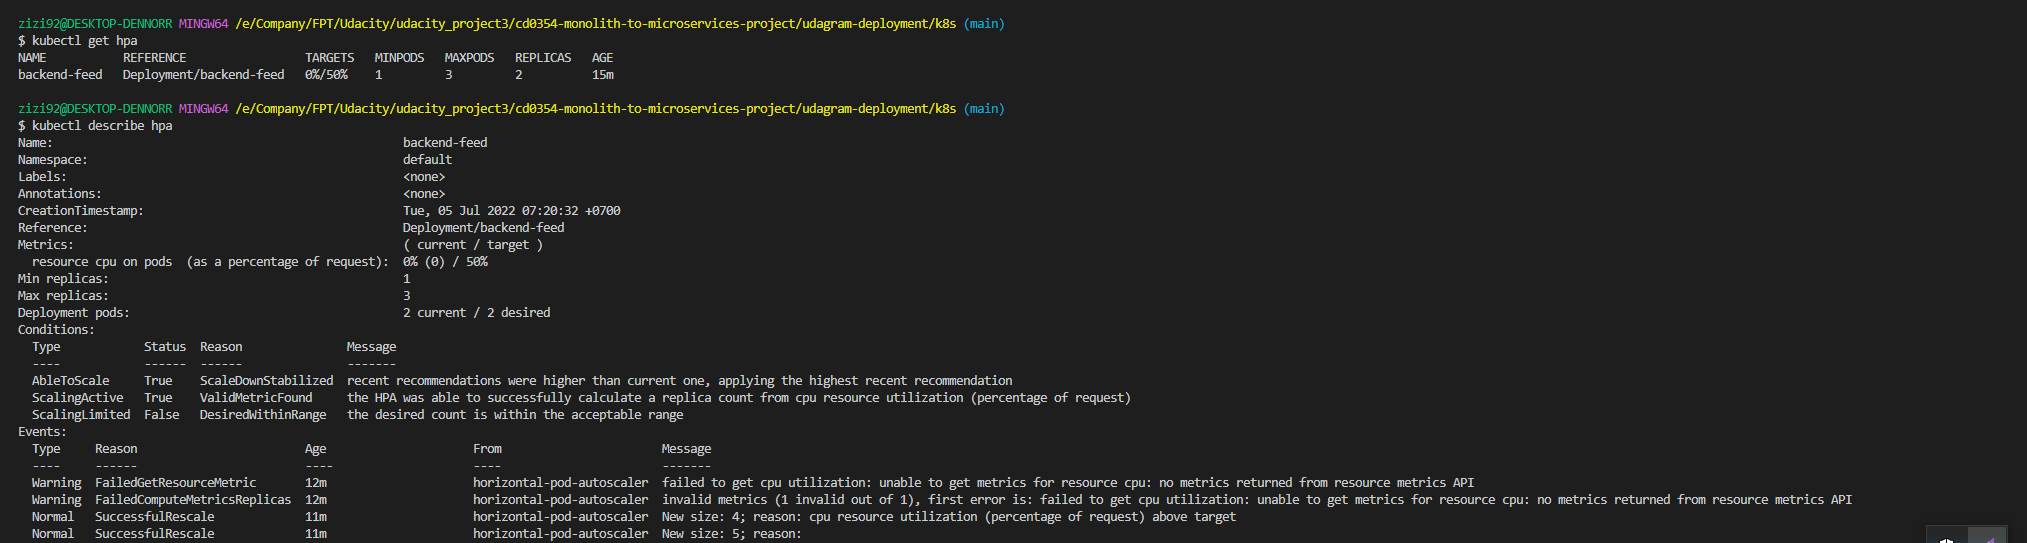 zizi92@DESKTOP-DENNORR MINGW64 /e/Company/FPT/Udacity/udacity_project3/cd0354-monolith-to-microservices-project/udagram-deployment/k8s (main)
$ kubectl get hpa
NAME           REFERENCE                 TARGETS   MINPODS   MAXPODS   REPLICAS   AGE
backend-feed   Deployment/backend-feed   0%/50%    1         3         2          15m
zizi92@DESKTOP-DENNORR MINGW64 /e/Company/FPT/Udacity/udacity_project3/cd0354-monolith-to-microservices-project/udagram-deployment/k8s (main)
$ kubectl describe hpa
Name:                                                  backend-feed
Namespace:                                             default
Labels:                                                <none>
Annotations:                                           <none>
CreationTimestamp:                                     Tue, 05 Jul 2022 07:20:32 +0700
Reference:                                             Deployment/backend-feed
Metrics:                                               ( current / target )
  resource cpu on pods  (as a percentage of request):  0% (0) / 50%
Min replicas:                                          1
Max replicas:                                          3
Deployment pods:                                       2 current / 2 desired
Conditions:
  Type            Status  Reason               Message
  ----            ------  ------               -------
  AbleToScale     True    ScaleDownStabilized  recent recommendations were higher than current one, applying the highest recent recommendation
  ScalingActive   True    ValidMetricFound     the HPA was able to successfully calculate a replica count from cpu resource utilization (percentage of request)
  ScalingLimited  False   DesiredWithinRange   the desired count is within the acceptable range
Events:
  Type     Reason                        Age                     From                       Message
  ----     ------                        ----                    ----                       -------
  Warning  FailedGetResourceMetric       12m                     horizontal-pod-autoscaler  failed to get cpu utilization: unable to get metrics for resource cpu: no metrics returned from resource metrics API
  Warning  FailedComputeMetricsReplicas  12m                     horizontal-pod-autoscaler  invalid metrics (1 invalid out of 1), first error is: failed to get cpu utilization: unable to get metrics for resource cpu: no metrics returned from resource metrics API
  Normal   SuccessfulRescale             11m                     horizontal-pod-autoscaler  New size: 4; reason: cpu resource utilization (percentage of request) above target
  Normal   SuccessfulRescale             11m                     horizontal-pod-autoscaler  New size: 5; reason: